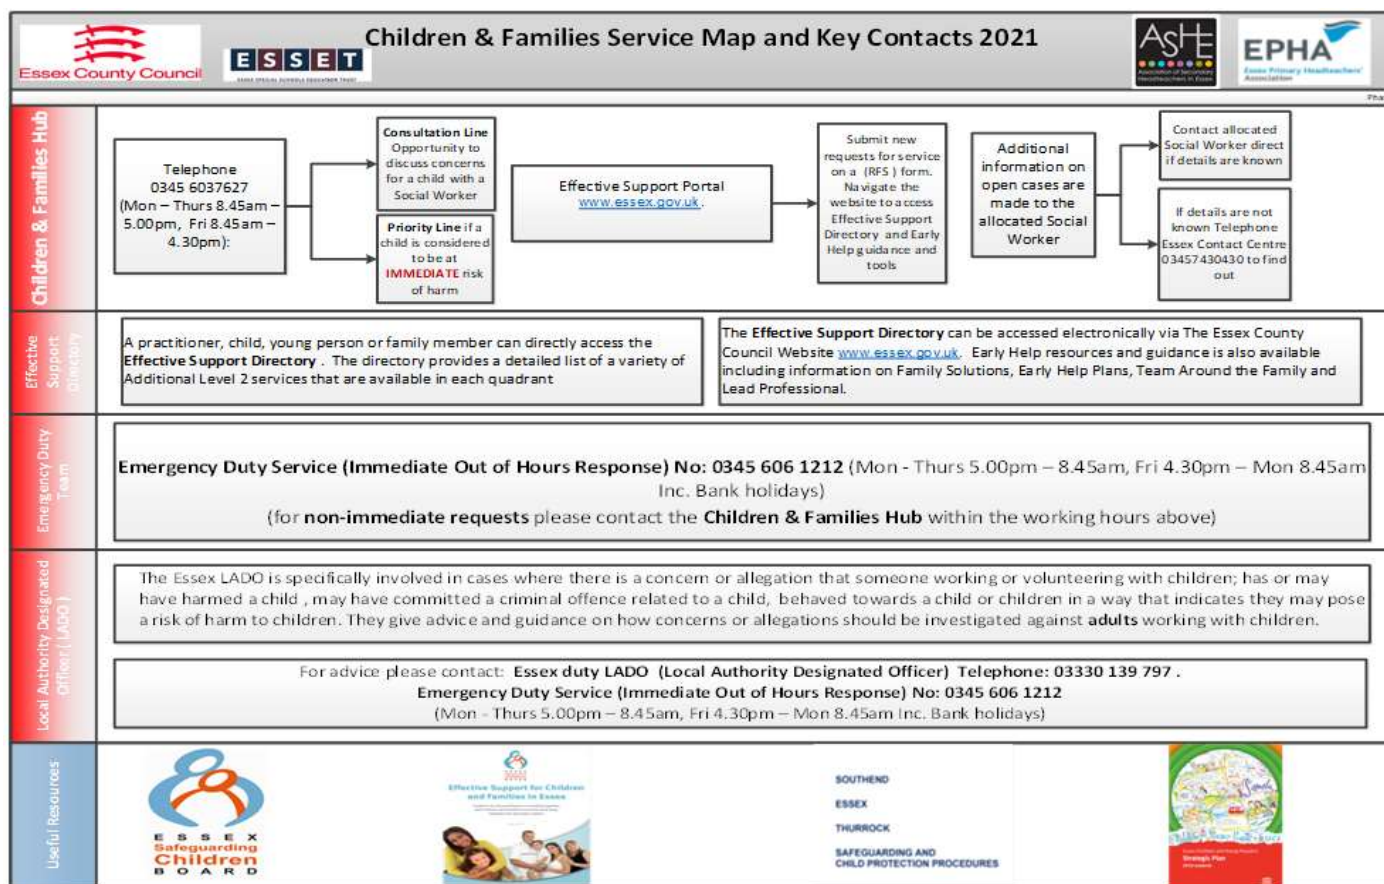 Children & Families Service Map and Key Contacts 2021
Essex County Council
ESSET
ESSEX SPECIAL SCHOOLS EDUCATION TRUST
ASHE
Association of Secondary
Headteachers in Essex
EPHA
Essex Primary Headteachers'
Association
Children & Families Hub
Telephone
0345 6037627
(Mon – Thurs 8.45am –
5.00pm, Fri 8.45am –
4.30pm):
Consultation Line
Opportunity to
discuss concerns
for a child with a
Social Worker
Priority Line if a
child is considered
to be at
IMMEDIATE risk
of harm
Effective Support Portal
www.essex.gov.uk .
Submit new
requests for service
on a (RFS ) form.
Navigate the
website to access
Effective Support
Directory and Early
Help guidance and
tools
Additional
information on
open cases are
made to the
allocated Social
Worker
Contact allocated
Social Worker direct
if details are known
If details are not
known Telephone
Essex Contact Centre
03457430430 to find
out
Effective
Support
Directory
A practitioner, child, young person or family member can directly access the
Effective Support Directory . The directory provides a detailed list of a variety of
Additional Level 2 services that are available in each quadrant
The Effective Support Directory can be accessed electronically via The Essex County
Council Website www.essex.gov.uk. Early Help resources and guidance is also available
including information on Family Solutions, Early Help Plans, Team Around the Family and
Lead Professional.
Emergency Duty
Team
Emergency Duty Service (Immediate Out of Hours Response) No: 0345 606 1212 (Mon - Thurs 5.00pm – 8.45am, Fri 4.30pm – Mon 8.45am
Inc. Bank holidays)
(for non-immediate requests please contact the Children & Families Hub within the working hours above)
Local Authority Designated
Officer ( LADO )
The Essex LADO is specifically involved in cases where there is a concern or allegation that someone working or volunteering with children; has or may
have harmed a child , may have committed a criminal offence related to a child, behaved towards a child or children in a way that indicates they may pose
a risk of harm to children. They give advice and guidance on how concerns or allegations should be investigated against adults working with children.
For advice please contact: Essex duty LADO (Local Authority Designated Officer) Telephone: 03330 139 797 .
Emergency Duty Service (Immediate Out of Hours Response) No: 0345 606 1212
(Mon - Thurs 5.00pm – 8.45am, Fri 4.30pm – Mon 8.45am Inc. Bank holidays)
Useful Resources
ESSEX
Safeguarding
Children
BOARD
Effective Support for Children
and Families in Essex
SOUTHEND
ESSEX
THURROCK
SAFEGUARDING AND
CHILD PROTECTION PROCEDURES
Strategic Plan